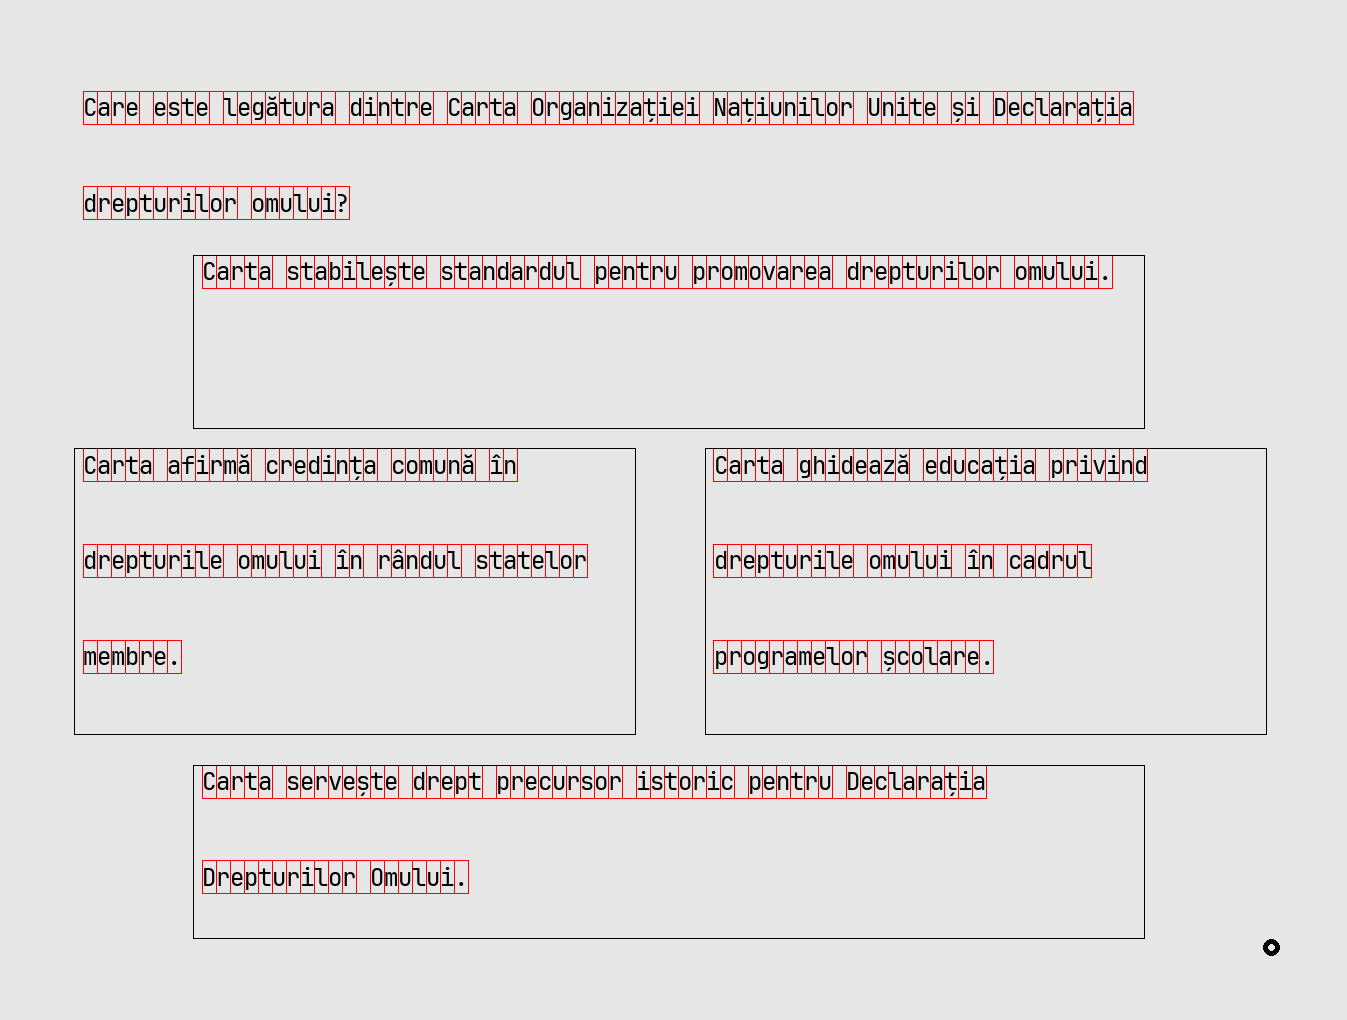 Care este legătura dintre Carta Organizației Națiunilor Unite și Declarația
drepturilor omului?
Carta stabilește standardul pentru promovarea drepturilor omului.
Carta afirmă credința comună în
drepturile omului în rândul statelor
membre.
Carta ghidează educația privind
drepturile omului în cadrul
programelor școlare.
Carta servește drept precursor istoric pentru Declarația
Drepturilor Omului.